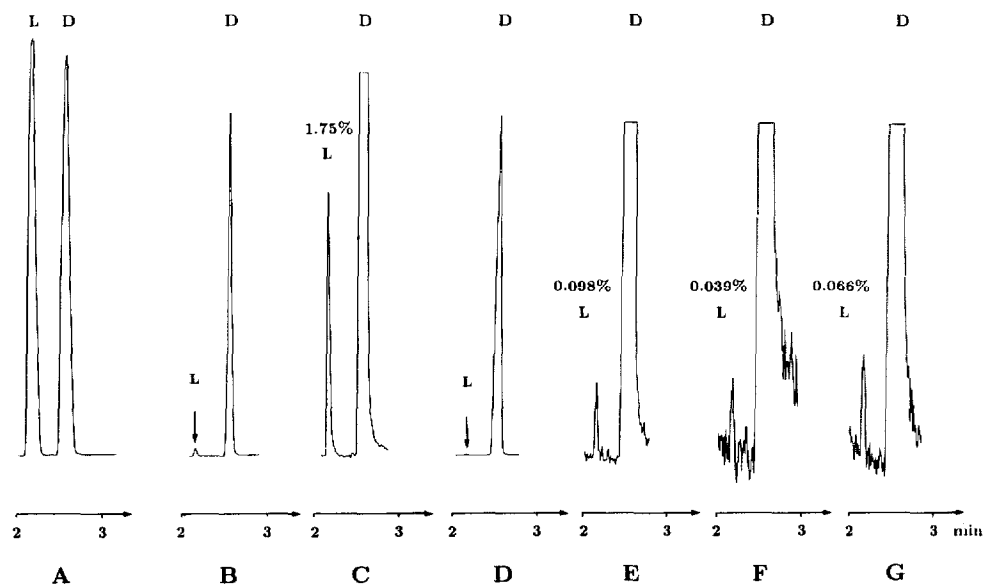 L D D D D D D D
1.75%
L
0.098% 0.039% 0.066%
L L L
L L
2 3 2 3 2 3 2 3 2 3 2 3 2 3 min
A B C D E F G